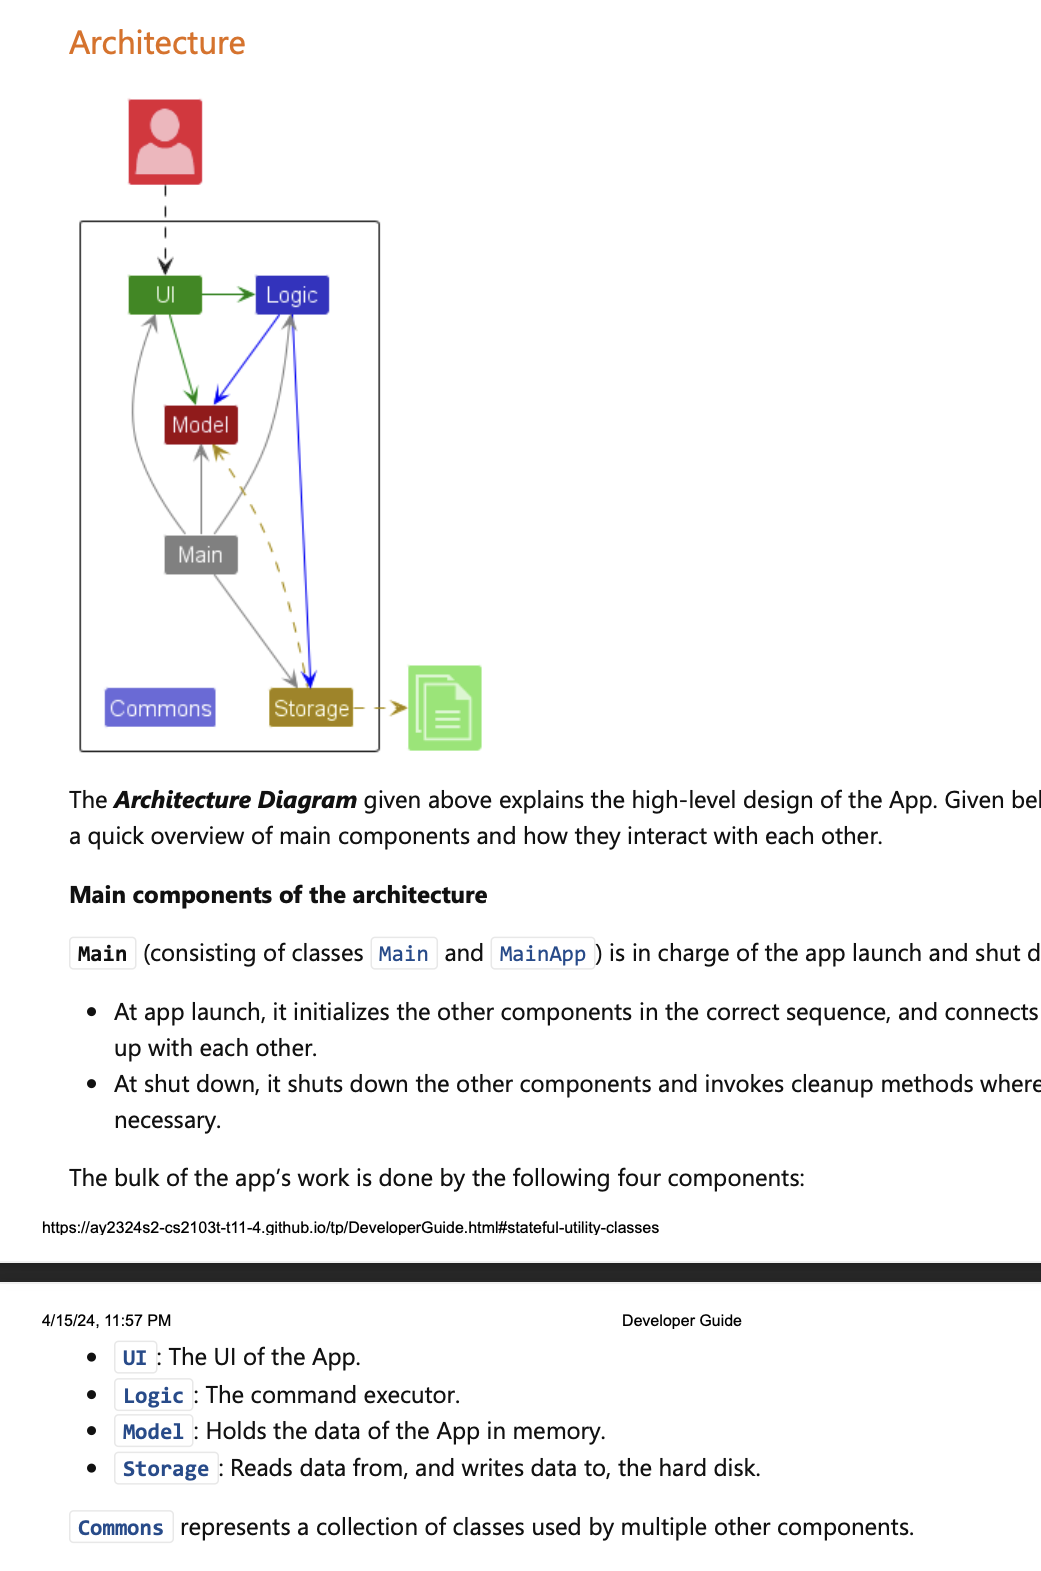 Architecture
UI
Logic
Model
Main
Commons
Storage
The Architecture Diagram given above explains the high-level design of the App. Given
a quick overview of main components and how they interact with each other.
Main components of the architecture
Main (consisting of classes Main and MainApp) is in charge of the app launch and shut
At app launch, it initializes the other components in the correct sequence, and connects
up with each other.
At shut down, it shuts down the other components and invokes cleanup methods where
necessary.
The bulk of the app’s work is done by the following four components:
https://ay2324s2-cs2103t-t11-4.github.io/tp/DeveloperGuide.html#stateful-utility-classes
4/15/24, 11:57 PM Developer Guide
UI: The UI of the App.
Logic: The command executor.
Model: Holds the data of the App in memory.
Storage: Reads data from, and writes data to, the hard disk.
Commons represents a collection of classes used by multiple other components.